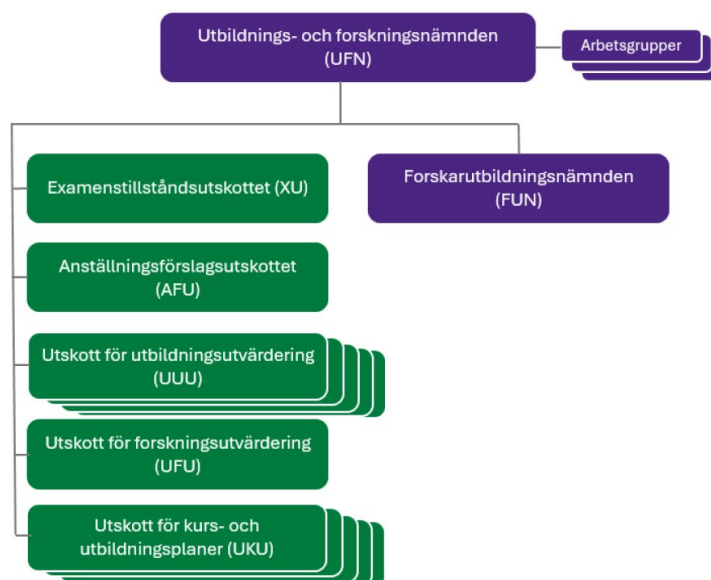 Utbildnings- och forskningsnämnden
(UFN)
Arbetsgrupper
Examenstillståndsutskottet (XU)
Forskarutbildningsnämnden
(FUN)
Anställningsförslagsutskottet
(AFU)
Utskott för utbildningsutvärdering
(UUU)
Utskott för forskningsutvärdering
(UFU)
Utskott för kurs- och
utbildningsplaner (UKU)